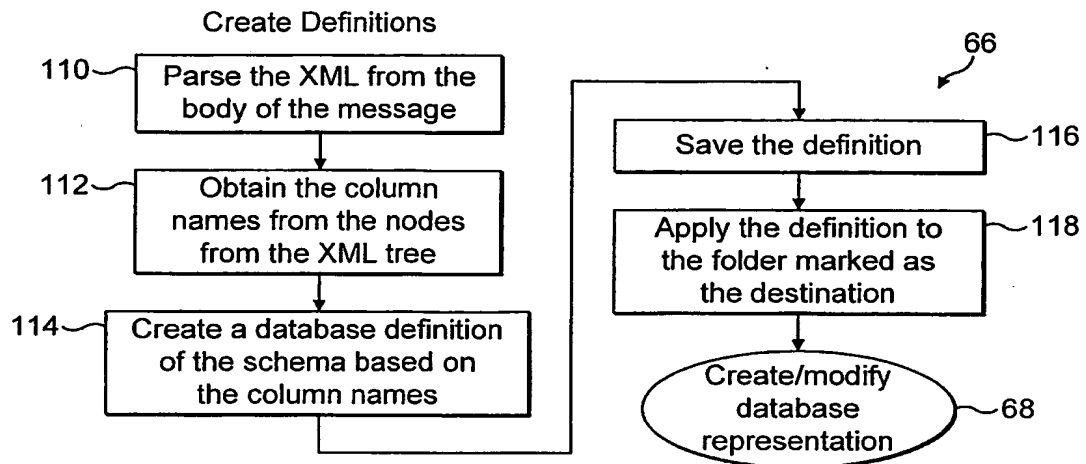 Create Definitions
110
Parse the XML from the
body of the message
112
Obtain the column
names from the nodes
from the XML tree
114
Create a database definition
of the schema based on
the column names
66
Save the definition
116
Apply the definition to
the folder marked as
the destination
118
Create/modify
database
representation
68